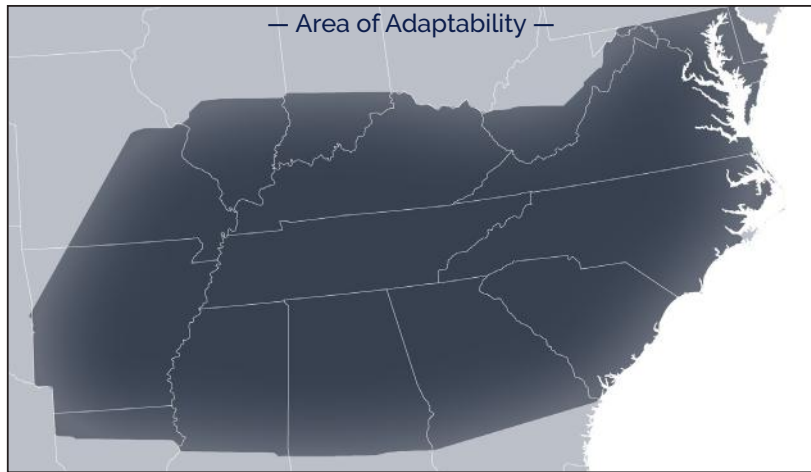 — Area of Adaptability —